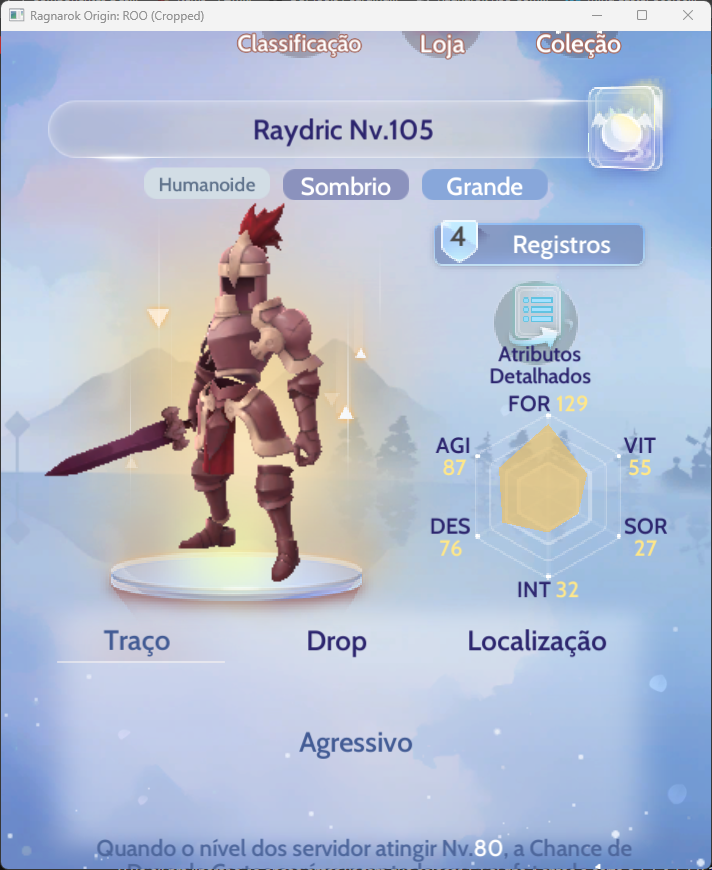 Ragnarok Origin: ROO (Cropped)
Classificação
Loja
Coleção
Raydric Nv.105
Humanoide
Sombrio
Grande
4
Registros
Atributos
Detalhados
FOR 129
AGI
87
VIT
55
DES
76
SOR
27
INT 32
Traço
Drop
Localização
Agressivo
Quando o nível dos servidor atingir Nv.80, a Chance de